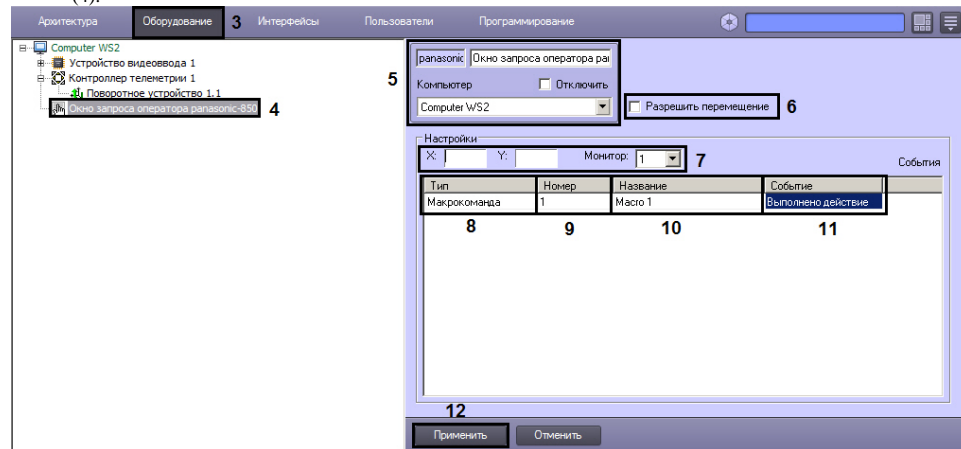 (4).
Архитектура Оборудование 3 Интерфейсы Пользователи Программирование
Computer WS2
Устройство видеоввода 1
Контроллер телеметрии 1
Поворотное устройство 1.1
Окно запроса оператора panasonic-850 4
5
panasonic Окно запроса оператора pa
Компьютер Отключить
Computer WS2
Разрешить перемещение 6
Настройки
X: Y: Монитор: 1 7
События
Тип Номер Название Событие
Макрокоманда 1 Macro 1 Выполнено действие
8 9 10 11
12
Применить Отменить